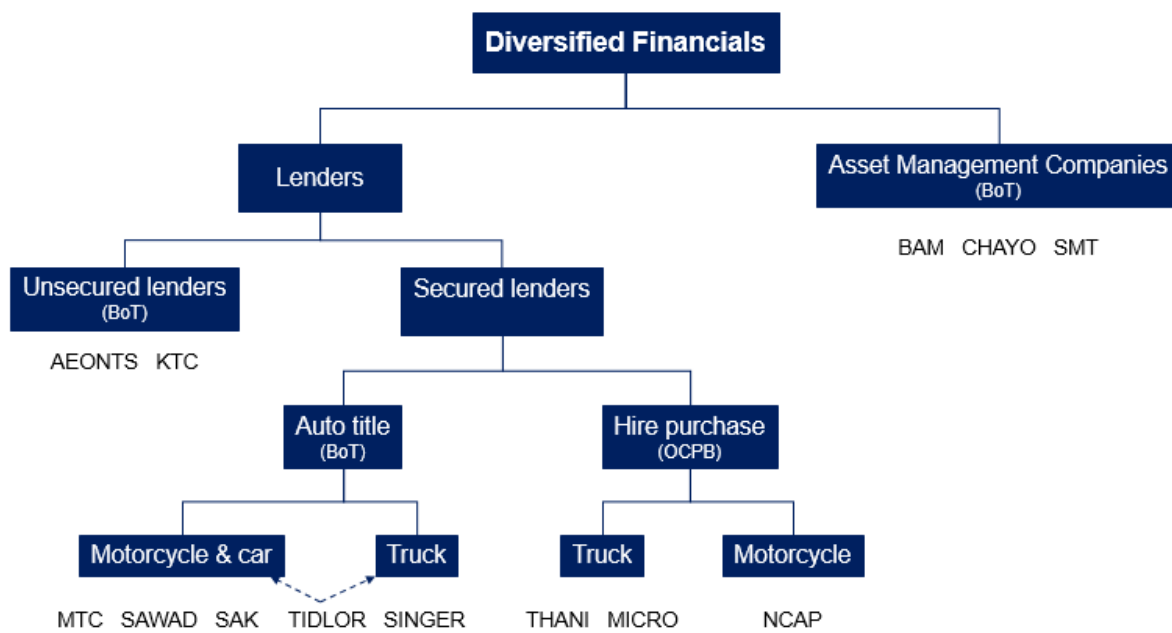 Diversified Financials
Lenders
Asset Management Companies
(BoT)
BAM CHAYO SMT
Unsecured lenders
(BoT)
Secured lenders
AEONTS KTC
Auto title
(BoT)
Hire purchase
(OCPB)
Motorcycle & car
Truck
Truck
Motorcycle
MTC SAWAD SAK TIDLOR SINGER
THANI MICRO
NCAP